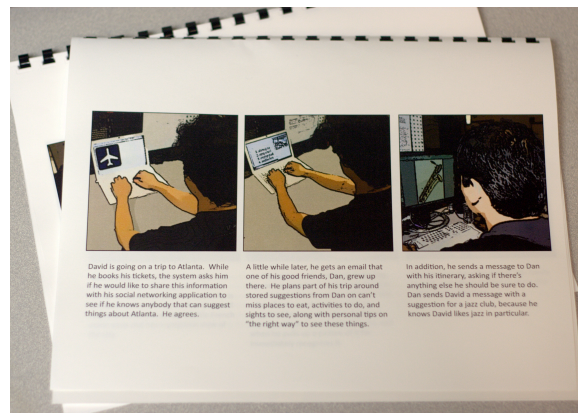 David is going on a trip to Atlanta. While
he books his tickets, the system asks him
if he would like to share this information
with his social networking application to
see if he knows anybody that can suggest
things about Atlanta. He agrees.
A little while later, he gets an email that
one of his good friends, Dan, grew up
there. He plans part of his trip around
stored suggestions from Dan on can't
miss places to eat, activities to do, and
sights to see, along with personal tips on
"the right way" to see these things.
In addition, he sends a message to Dan
with his itinerary, asking if there's
anything else he should be sure to do.
Dan sends David a message with a
suggestion for a jazz club, because he
knows David likes jazz in particular.